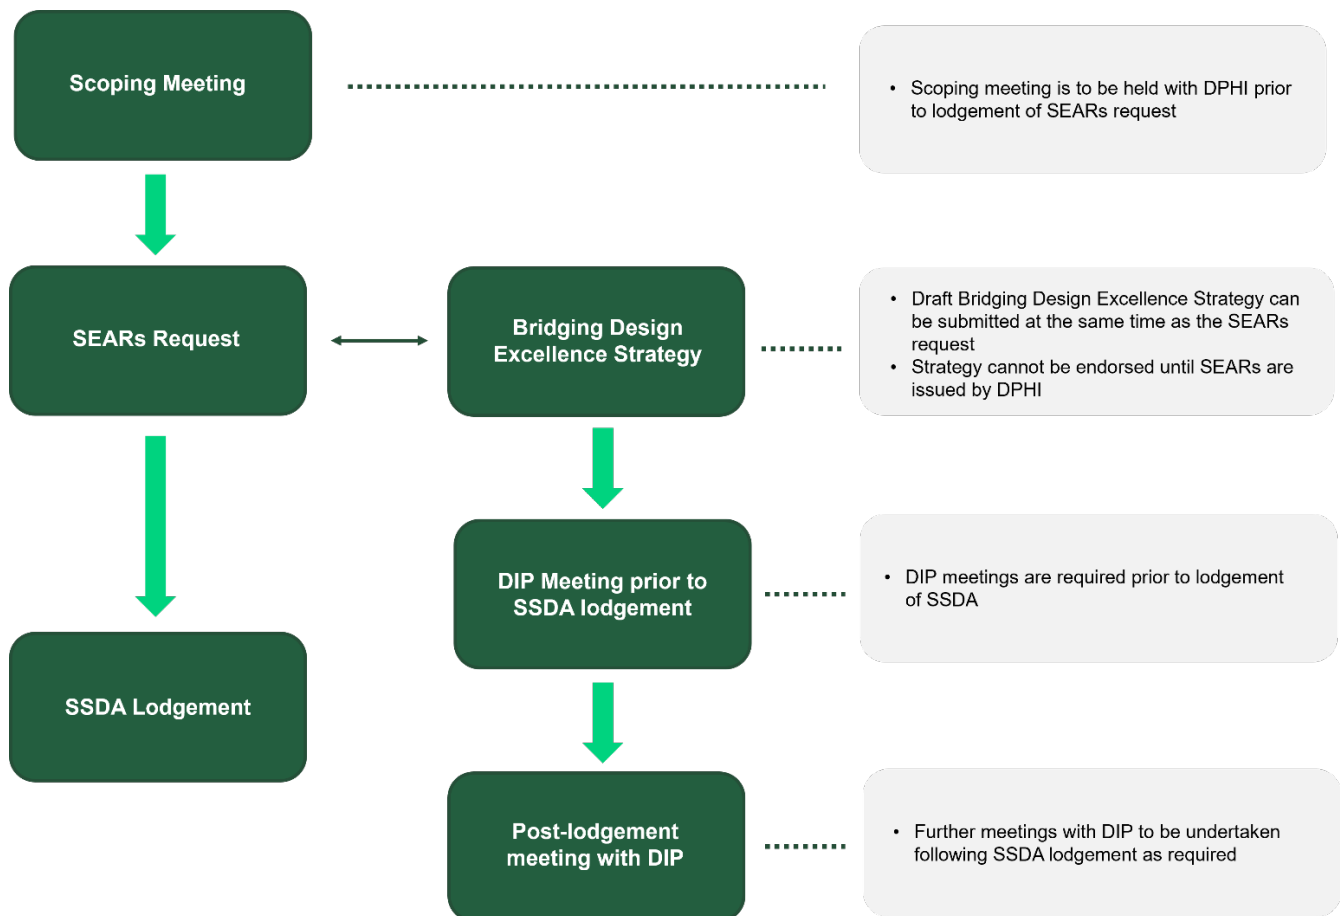 Scoping Meeting
• Scoping meeting is to be held with DPHI prior
to lodgement of SEARs request
SEARs Request
Bridging Design
Excellence Strategy
• Draft Bridging Design Excellence Strategy can
be submitted at the same time as the SEARs
request
• Strategy cannot be endorsed until SEARs are
issued by DPHI
DIP Meeting prior to
SSDA lodgement
• DIP meetings are required prior to lodgement
of SSDA
SSDA Lodgement
Post-lodgement
meeting with DIP
• Further meetings with DIP to be undertaken
following SSDA lodgement as required